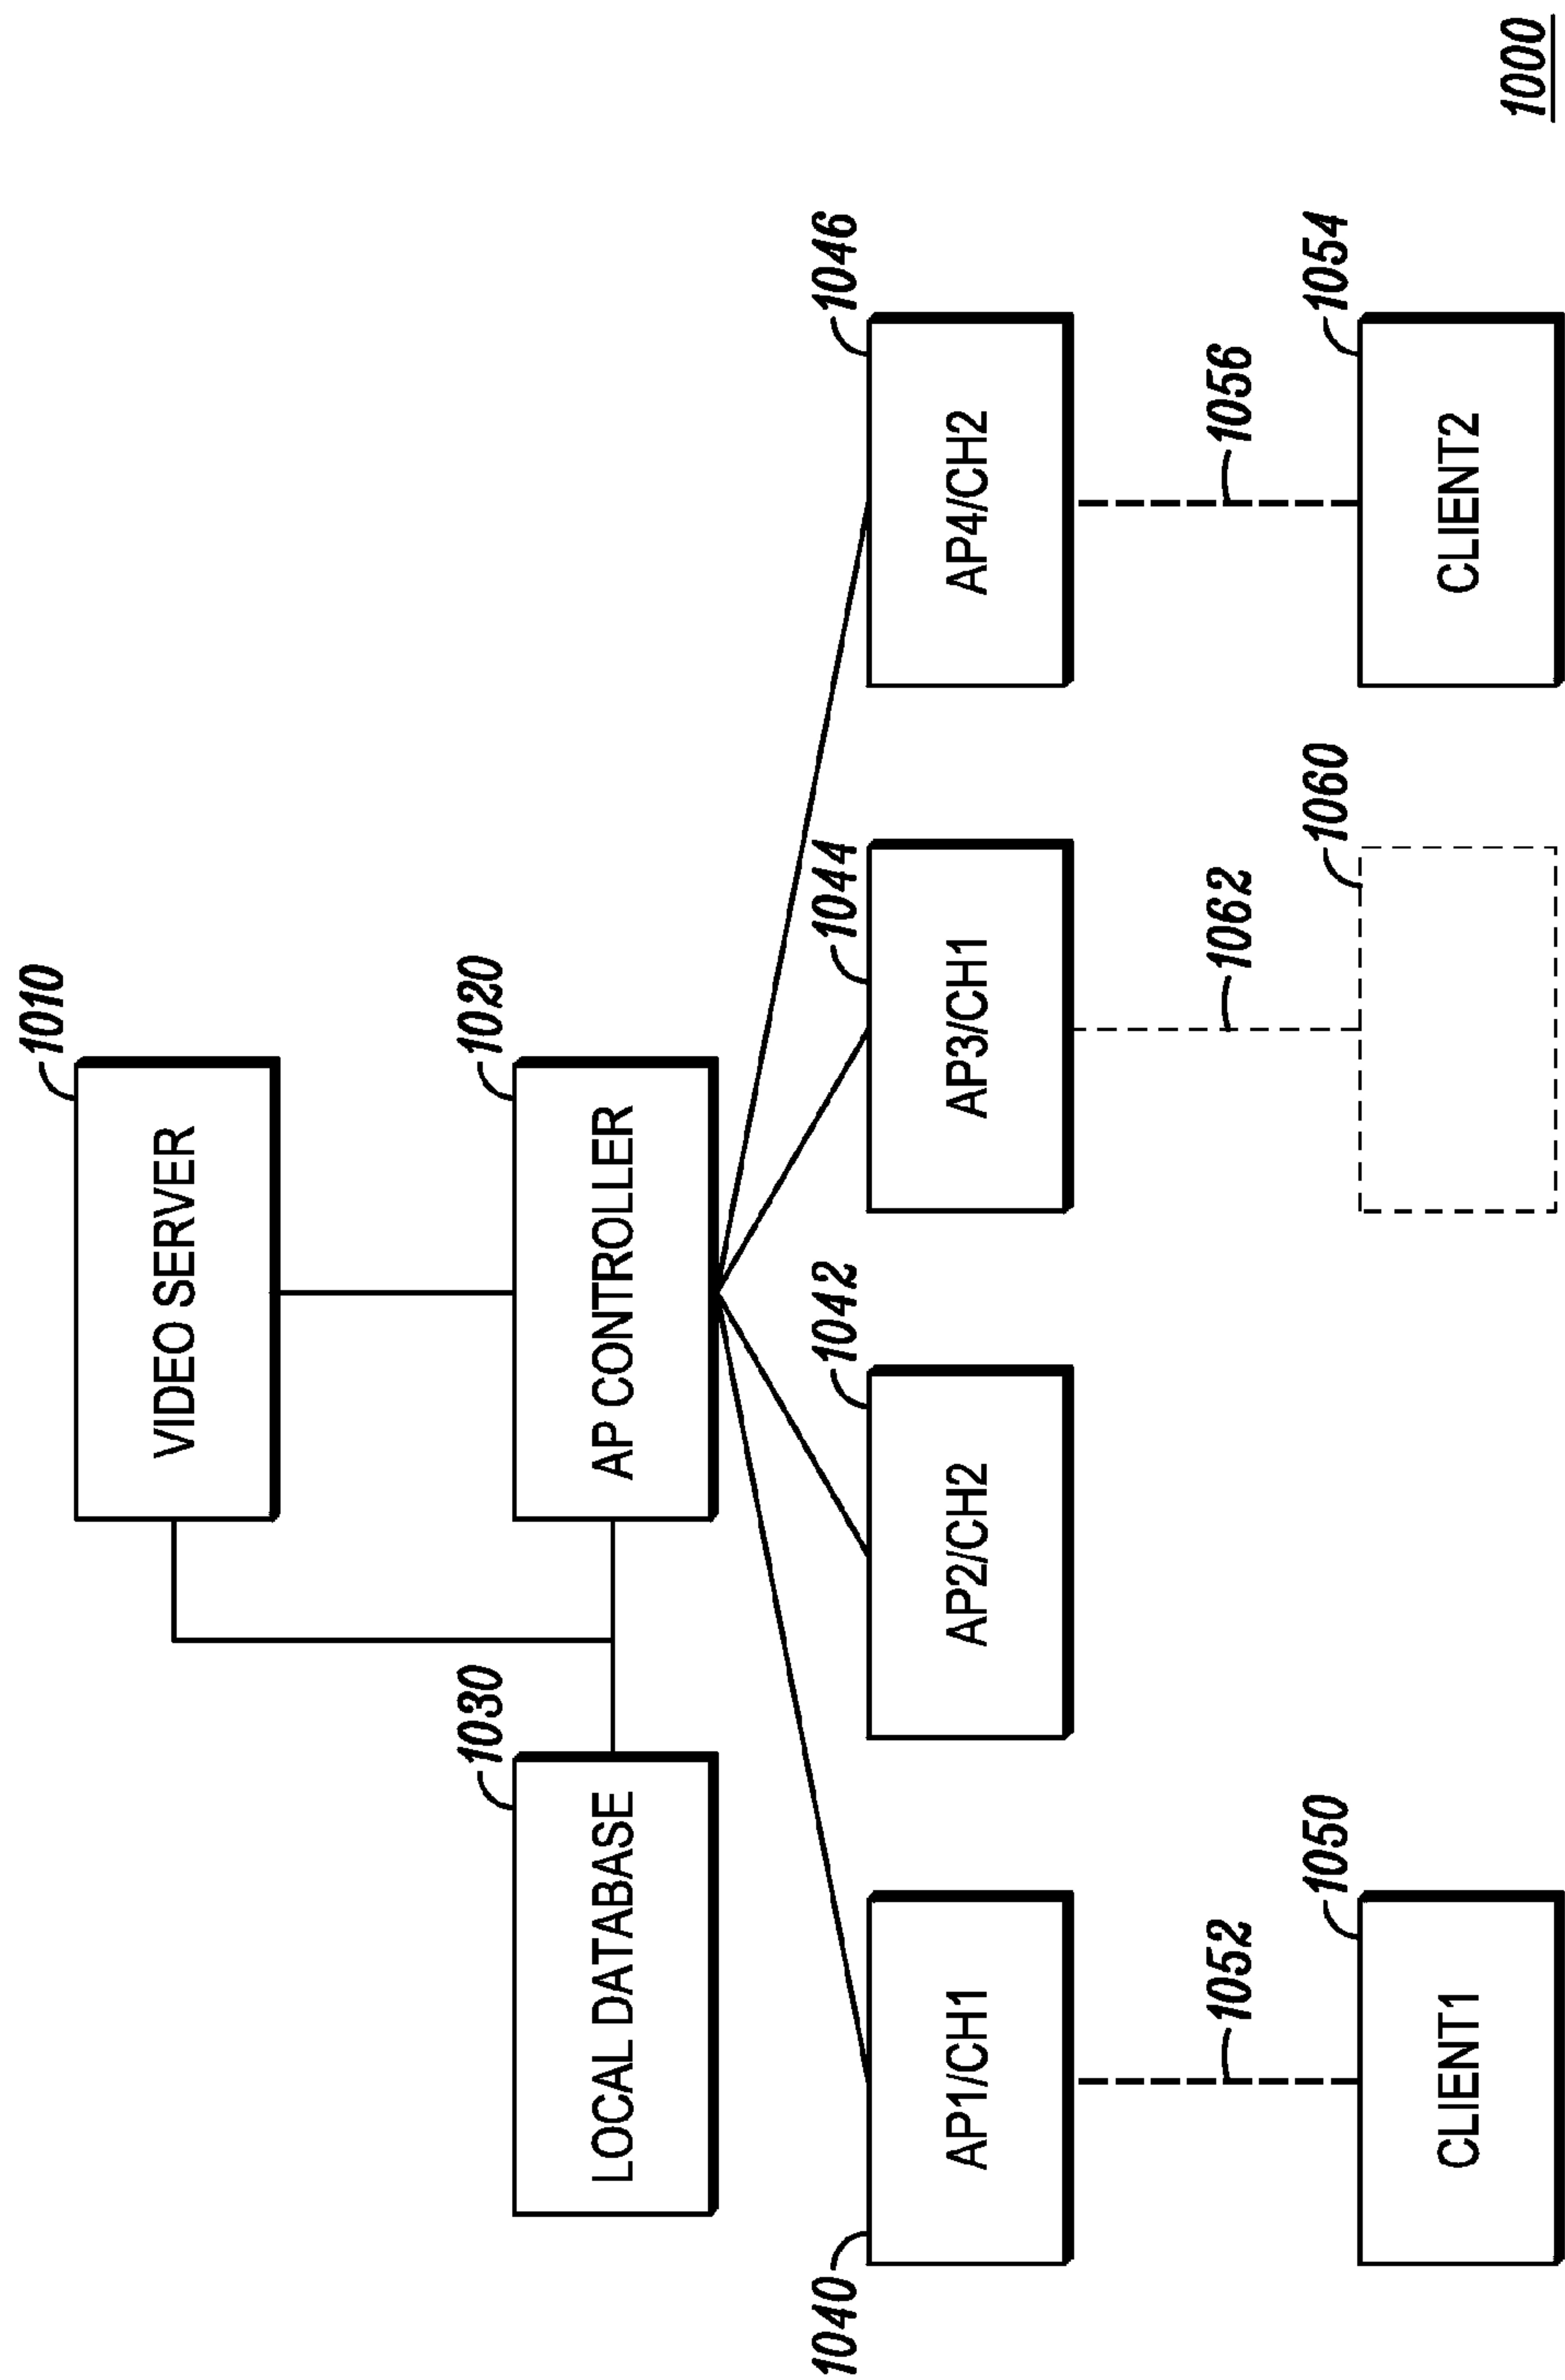 1010
VIDEO SERVER
1020
AP CONTROLLER
1030
LOCAL DATABASE
1040
AP1/CH1
1042
AP2/CH2
1044
AP3/CH1
1046
AP4/CH2
1052
1062
1056
1050
CLIENT1
1060
1054
CLIENT2
1000